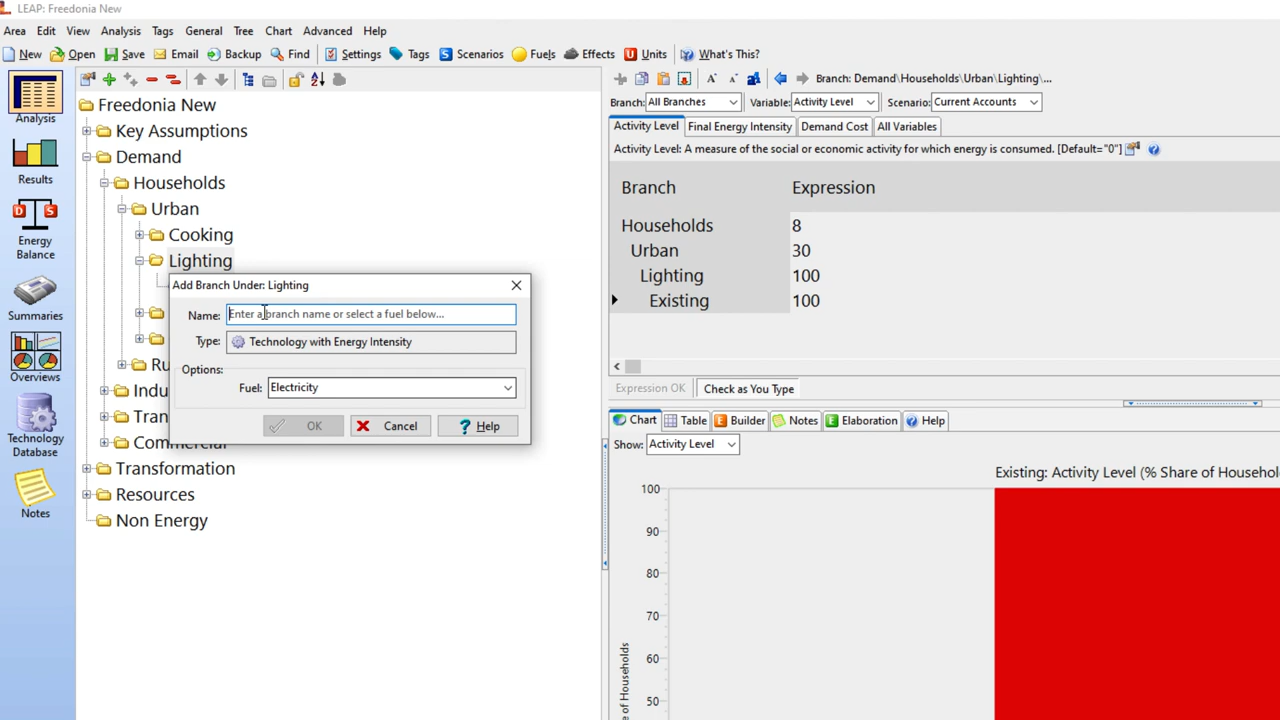 LEAP: Freedonia New
Area Edit View Analysis Tags General Tree Chart Advanced Help
New Open Save Email Backup Find Settings Tags Scenarios Fuels Effects Units What's This?
Analysis
Results
Energy
Balance
Summaries
Overviews
Technology
Database
Notes
Freedonia New
Key Assumptions
Demand
Households
Urban
Cooking
Lighting
Add Branch Under: Lighting
Name: Enter a branch name or select a fuel below...
Type: Technology with Energy Intensity
Options:
Fuel: Electricity
OK Cancel Help
Ru
Indu
Tran
Commercial
Transformation
Resources
Non Energy
Branch: Demand\Households\Urban\Lighting\...
Branch: All Branches Variable: Activity Level Scenario: Current Accounts
Activity Level Final Energy Intensity Demand Cost All Variables
Activity Level: A measure of the social or economic activity for which energy is consumed. [Default="0"]
Branch Expression
Households 8
Urban 30
Lighting 100
Existing 100
Expression OK Check as You Type
Chart Table Builder Notes Elaboration Help
Show: Activity Level
Existing: Activity Level (% Share of Househol
100
90
80
70
60
50
e of Households